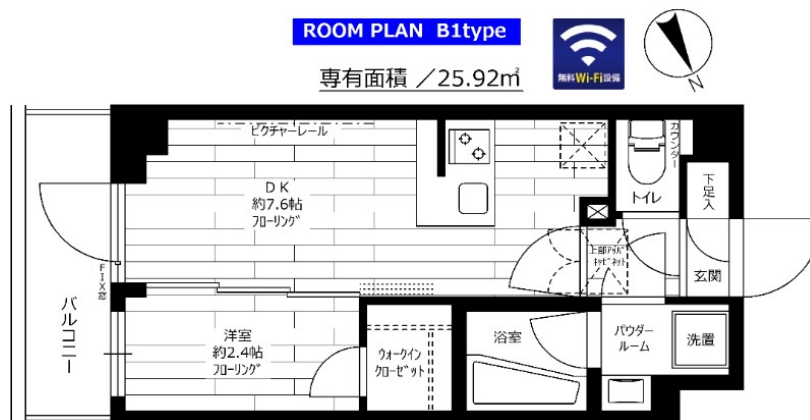 ROOM PLAN B1type
専有面積 ／25.92㎡
無料Wi-Fi設備
N
ピクチャーレール
カウンター
トイレ
下足入
DK
約7.6帖
フローリング
上部アッパー
キャビネット
玄関
FIX窓
バルコニー
洋室
約2.4帖
フローリング
ウォークイン
クローゼット
浴室
パウダー
ルーム
洗置